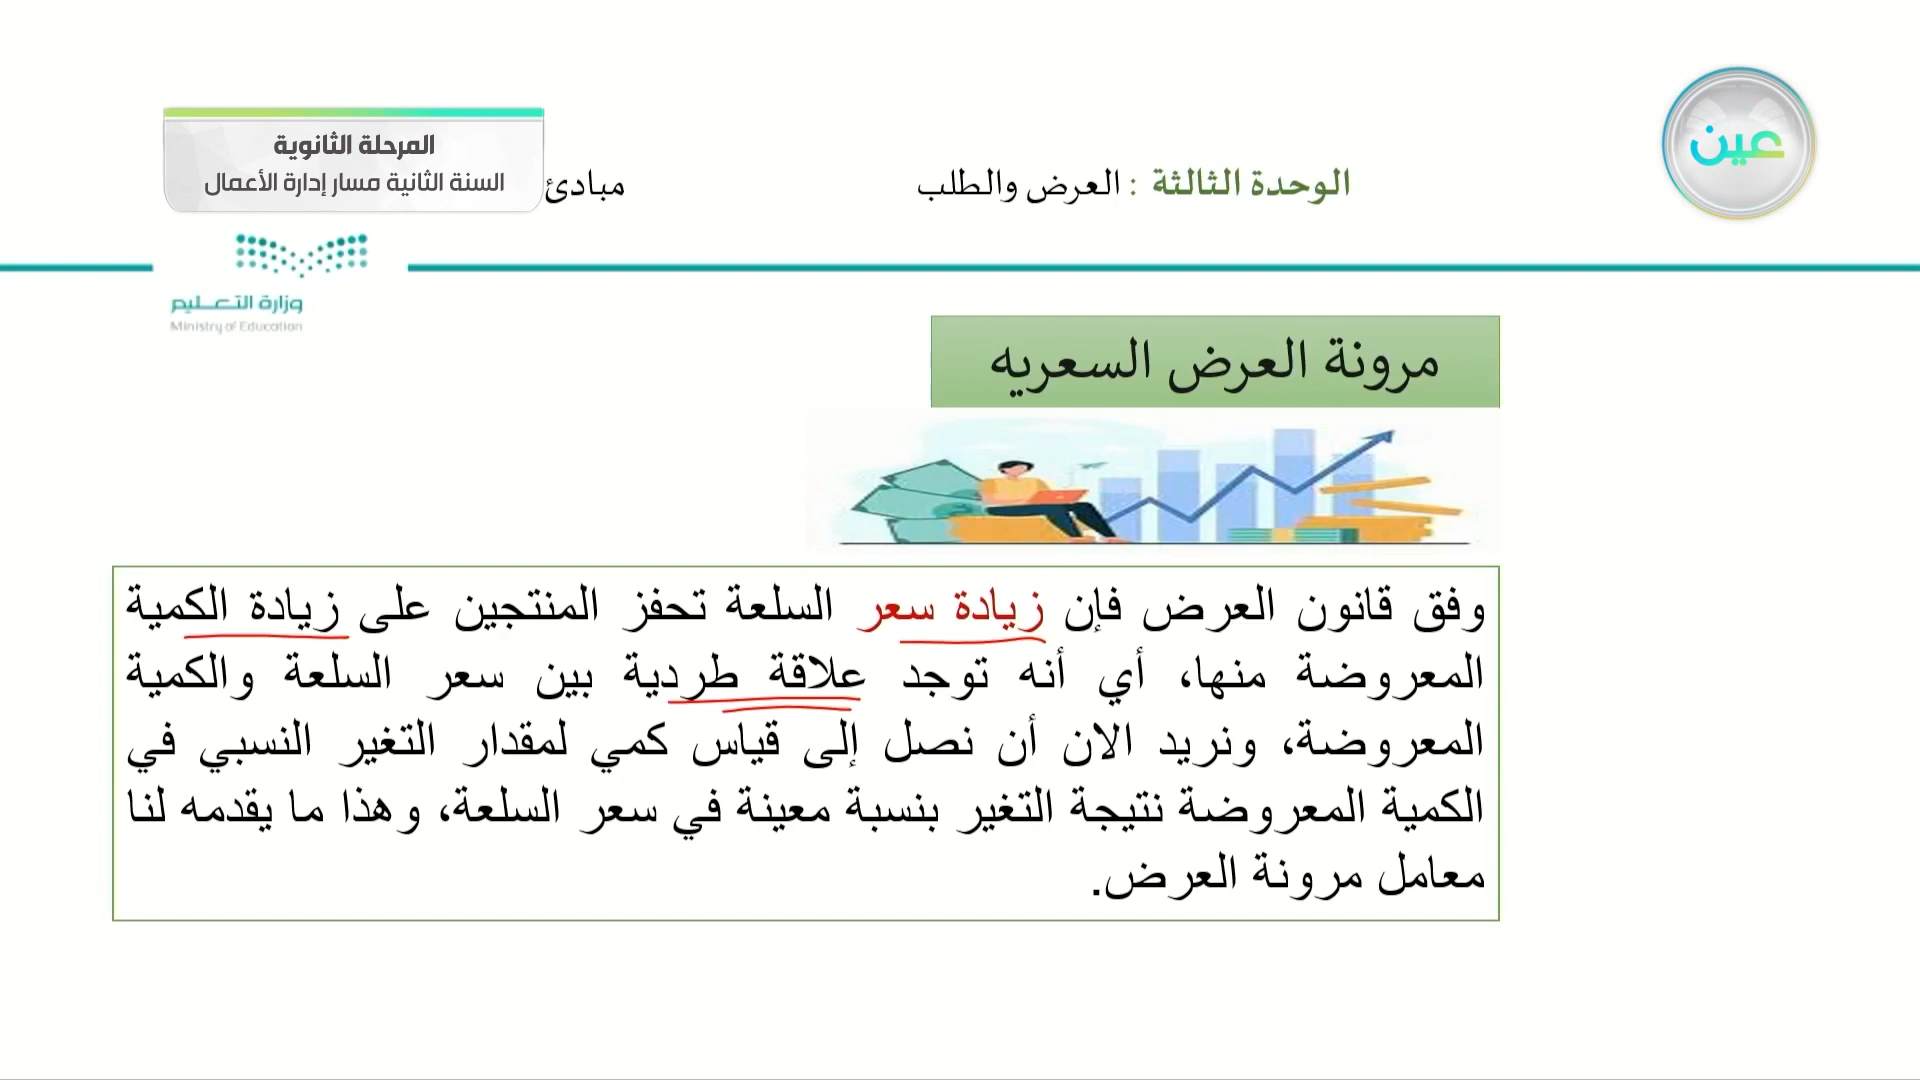 عين
المرحلة الثانوية
السنة الثانية مسار إدارة الأعمال
الوحدة الثالثة : العرض والطلب
مبادئ
وزارة التعليم
Ministry of Education
مرونة العرض السعريه
وفق قانون العرض فإن زيادة سعر السلعة تحفز المنتجين على زيادة الكمية
المعروضة منها، أي أنه توجد علاقة طردية بين سعر السلعة والكمية
المعروضة، ونريد الان أن نصل إلى قياس كمي لمقدار التغير النسبي في
الكمية المعروضة نتيجة التغير بنسبة معينة في سعر السلعة، وهذا ما يقدمه لنا
معامل مرونة العرض.